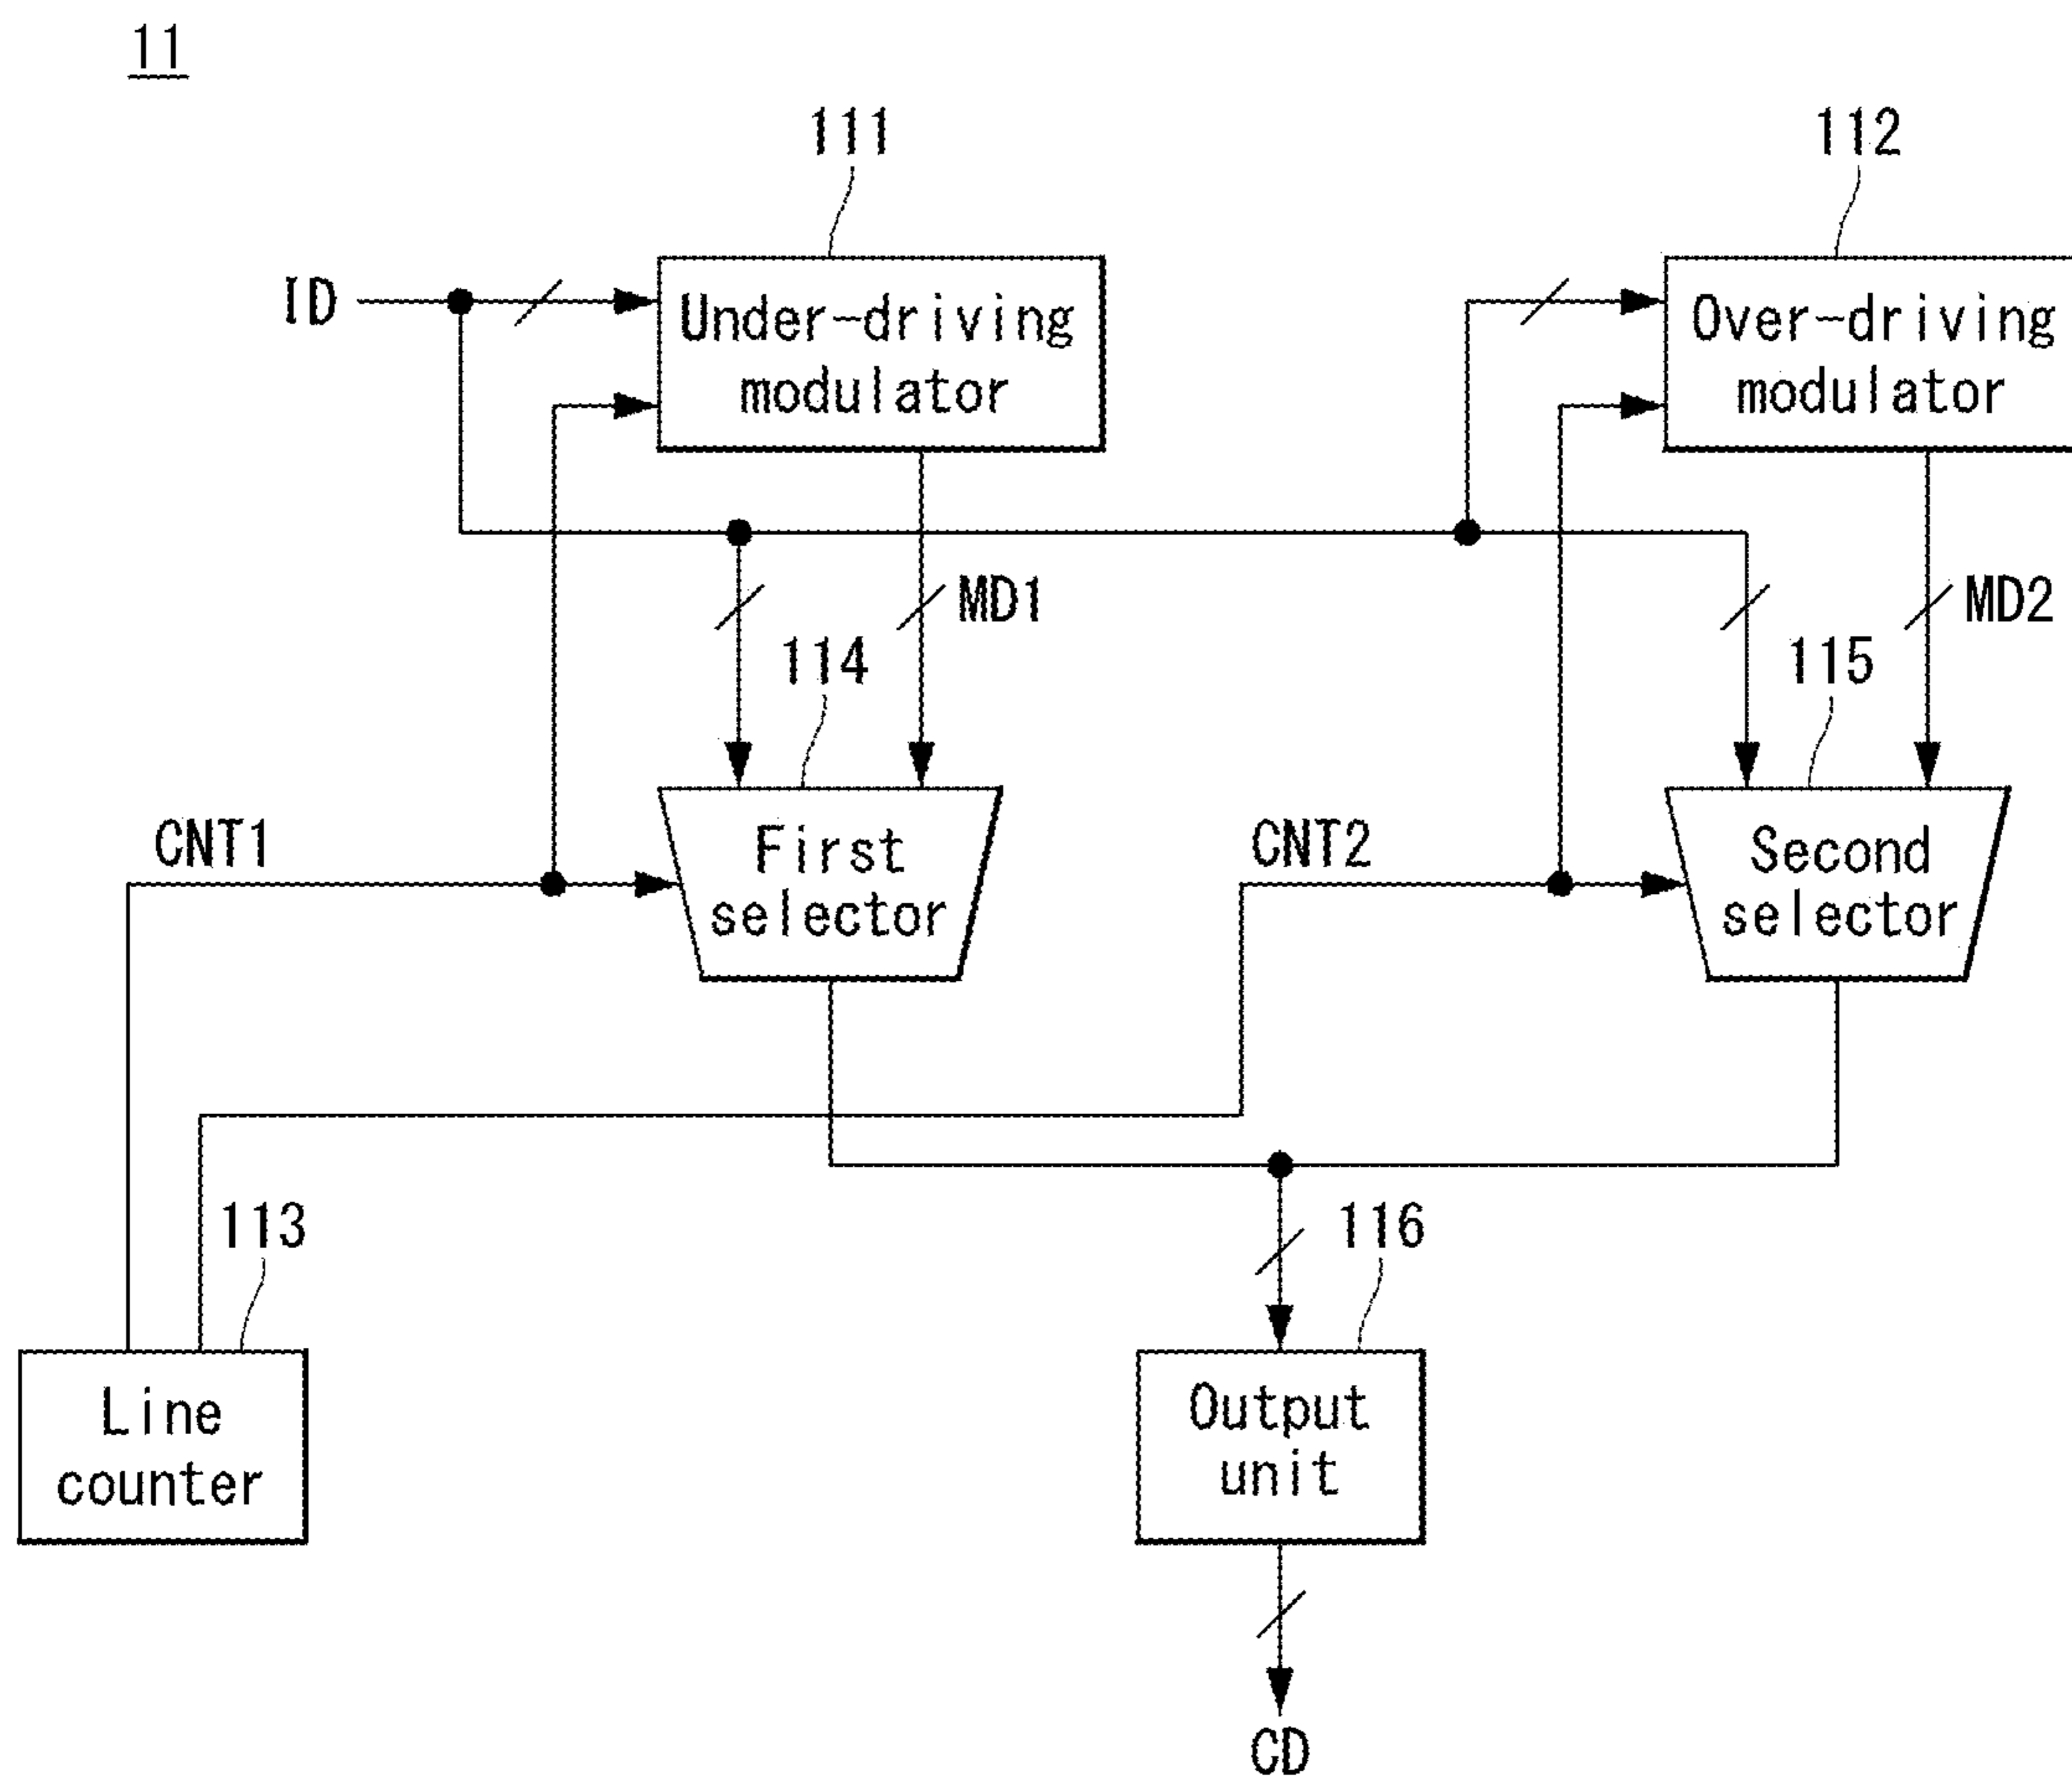 11
111
112
ID
Under-driving
modulator
Over-driving
modulator
MD1
MD2
114
115
CNT1
First
selector
CNT2
Second
selector
113
116
Line
counter
Output
unit
CD